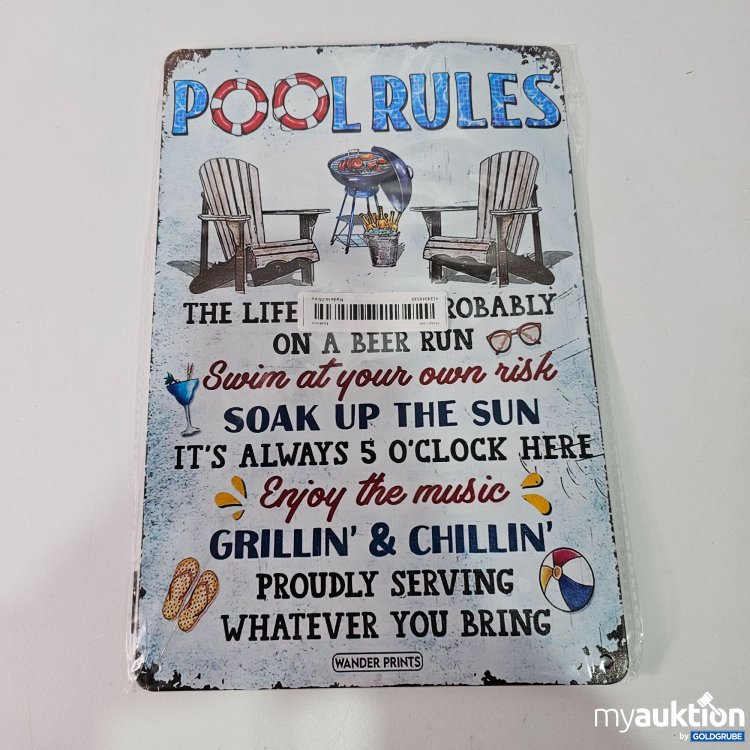 POOL RULES
THE LIFE ROBABLY
ON A BEER RUN
Swim at your own risk
SOAK UP THE SUN
IT'S ALWAYS 5 O'CLOCK HERE
Enjoy the music
GRILLIN' & CHILLIN'
PROUDLY SERVING
WHATEVER YOU BRING
WANDER PRINTS
myauktion
by GOLDGRUBE